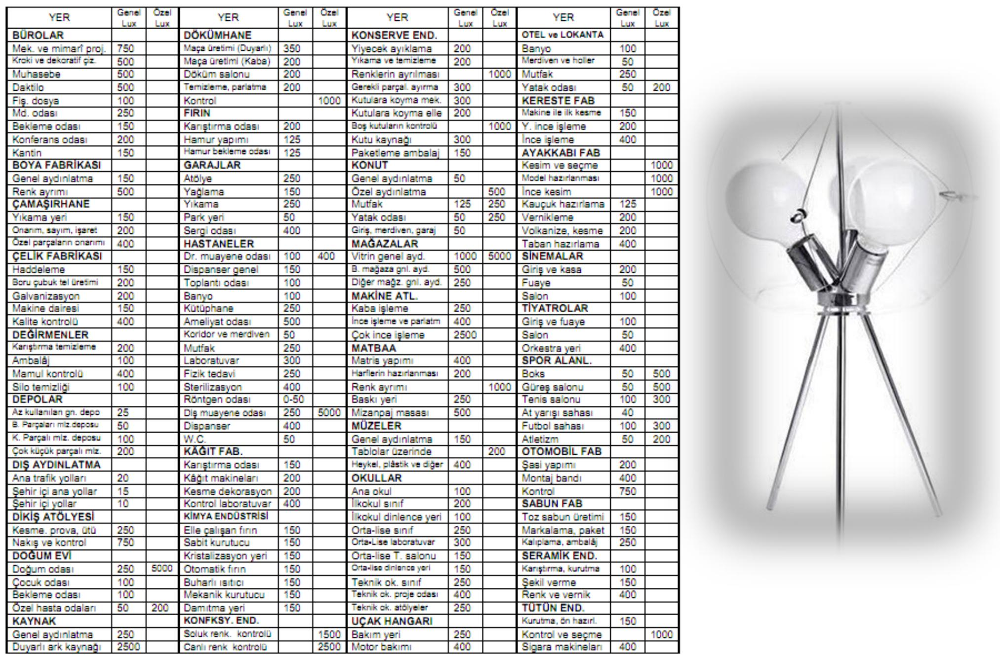 YER Genel Lux Özel Lux YER Genel Lux Özel Lux YER Genel Lux Özel Lux YER Genel Lux Özel Lux
BÜROLAR DÖKÜMHANE KONSERVE END. OTEL ve LOKANTA
Mek. ve mimarî proj. 750 Maça üretimi (Duyarlı) 350 Yiyecek ayıklama 200 Banyo 100
Kroki ve dekoratif çiz. 500 Maça üretimi (Kaba) 200 Yıkama ve temizleme 200 Merdiven ve holler 50
Muhasebe 500 Döküm salonu 200 Renklerin ayrılması 1000 Mutfak 250
Daktilo 500 Temizleme, parlatma 200 Gerekli parçal. ayırma 300 Yatak odası 50 200
Fiş. dosya 100 Kontrol 1000 Kutulara koyma mek. 300 KERESTE FAB
Md. odası 250 FIRIN Kutulara koyma elle 200 Makine ile ilk kesme 150
Bekleme odası 150 Karıştırma odası 200 Boş kutuların kontrolü 1000 Y. ince işleme 200
Konferans odası 200 Hamur yapımı 125 Kutu kaynağı 300 İnce işleme 400
Kantin 150 Hamur bekleme odası 125 Paketleme ambalaj 150 AYAKKABI FAB
BOYA FABRİKASI GARAJLAR KONUT Kesim ve seçme 1000
Genel aydınlatma 150 Atölye 250 Genel aydınlatma 50 Model hazırlanması 1000
Renk ayrımı 500 Yağlama 150 Özel aydınlatma 500 İnce kesim 1000
ÇAMAŞIRHANE Yıkama 250 Mutfak 125 250 Kauçuk hazırlama 125
Yıkama yeri 150 Park yeri 50 Yatak odası 50 250 Vernikleme 200
Onarım, sayım, işaret 200 Sergi odası 400 Giriş, merdiven, garaj 50 Volkanize, kesme 200
Özel parçaların onarımı 400 HASTANELER MAĞAZALAR Taban hazırlama 400
ÇELİK FABRİKASI Dr. muayene odası 100 400 Vitrin genel ayd. 1000 5000 SİNEMALAR
Haddeleme 150 Dispanser genel 150 B. mağaza gnl. ayd. 500 Giriş ve kasa 200
Boru çubuk tel üretimi 200 Toplantı odası 100 Diğer mağz. gnl. ayd. 250 Fuaye 50
Galvanizasyon 200 Banyo 100 MAKİNE ATL. Salon 100
Makine dairesi 150 Kütüphane 250 Kaba işleme 250 TİYATROLAR
Kalite kontrolü 400 Ameliyat odası 500 İnce işleme ve parlatm 400 Giriş ve fuaye 100
DEĞİRMENLER Koridor ve merdiven 50 Çok ince işleme 2500 Salon 50
Karıştırma temizleme 200 Mutfak 250 MATBAA Orkestra yeri 400
Ambalâj 100 Laboratuvar 300 Matris yapımı 400 SPOR ALANL.
Mamul kontrolü 400 Fizik tedavi 250 Harflerin hazırlanması 200 Boks 50 500
Silo temizliği 100 Sterilizasyon 400 Renk ayrımı 1000 Güreş salonu 50 500
DEPOLAR Röntgen odası 0-50 Baskı yeri 250 Tenis salonu 100 300
Az kullanılan gn. depo 25 Diş muayene odası 250 5000 Mizanpaj masası 500 At yarışı sahası 40
B. Parçaları mlz.deposu 50 Dispanser 400 MÜZELER Futbol sahası 100 300
K. Parçalı mlz. deposu 100 W.C. 50 Genel aydınlatma 150 Atletizm 50 200
Çok küçük parçalı mlz. 200 KÂĞIT FAB. Tablolar üzerinde 200 OTOMOBİL FAB
DIŞ AYDINLATMA Karıştırma odası 150 Heykel, plâstik ve diğer 400 Şasi yapımı 200
Ana trafik yolları 20 Kâğıt makineları 200 OKULLAR Montaj bandı 400
Şehir içi ana yollar 15 Kesme dekorasyon 200 Ana okul 100 Kontrol 750
Şehir içi yollar 10 Kontrol laboratuvar 400 İlkokul sınıf 200 SABUN FAB
DİKİŞ ATÖLYESİ KİMYA ENDÜSTRİSİ İlkokul dinlence yeri 100 Toz sabun üretimi 150
Kesme. prova, ütü 250 Elle çalışan fırın 150 Orta-lise sınıf 250 Markalama, paket 150
Nakış ve kontrol 750 Sabit kurutucu 150 Orta-Lise laboratuvar 300 Kalıplama, ambalâj 250
DOĞUM EVİ Kristalizasyon yeri 150 Orta-lise T. salonu 150 SERAMİK END.
Doğum odası 250 5000 Otomatik fırın 150 Orta-lise dinlence yeri 150 Karıştırma, kurutma 100
Çocuk odası 100 Buharlı ısıtıcı 150 Teknik ok. sınıf 250 Şekil verme 150
Bekleme odası 100 Mekanik kurutucu 150 Teknik ok. proje odası 400 Renk ve vernik 400
Özel hasta odaları 50 200 Damıtma yeri 150 Teknik ok. atölyeler 250 TÜTÜN END.
KAYNAK KONFKSY. END. UÇAK HANGARI Kurutma, ön hazırl. 150
Genel aydınlatma 250 Soluk renk. kontrolü 1500 Bakım yeri 250 Kontrol ve seçme 1000
Duyarlı ark kaynağı 2500 Canlı renk kontrolü 2500 Motor bakımı 400 Sigara makineları 400